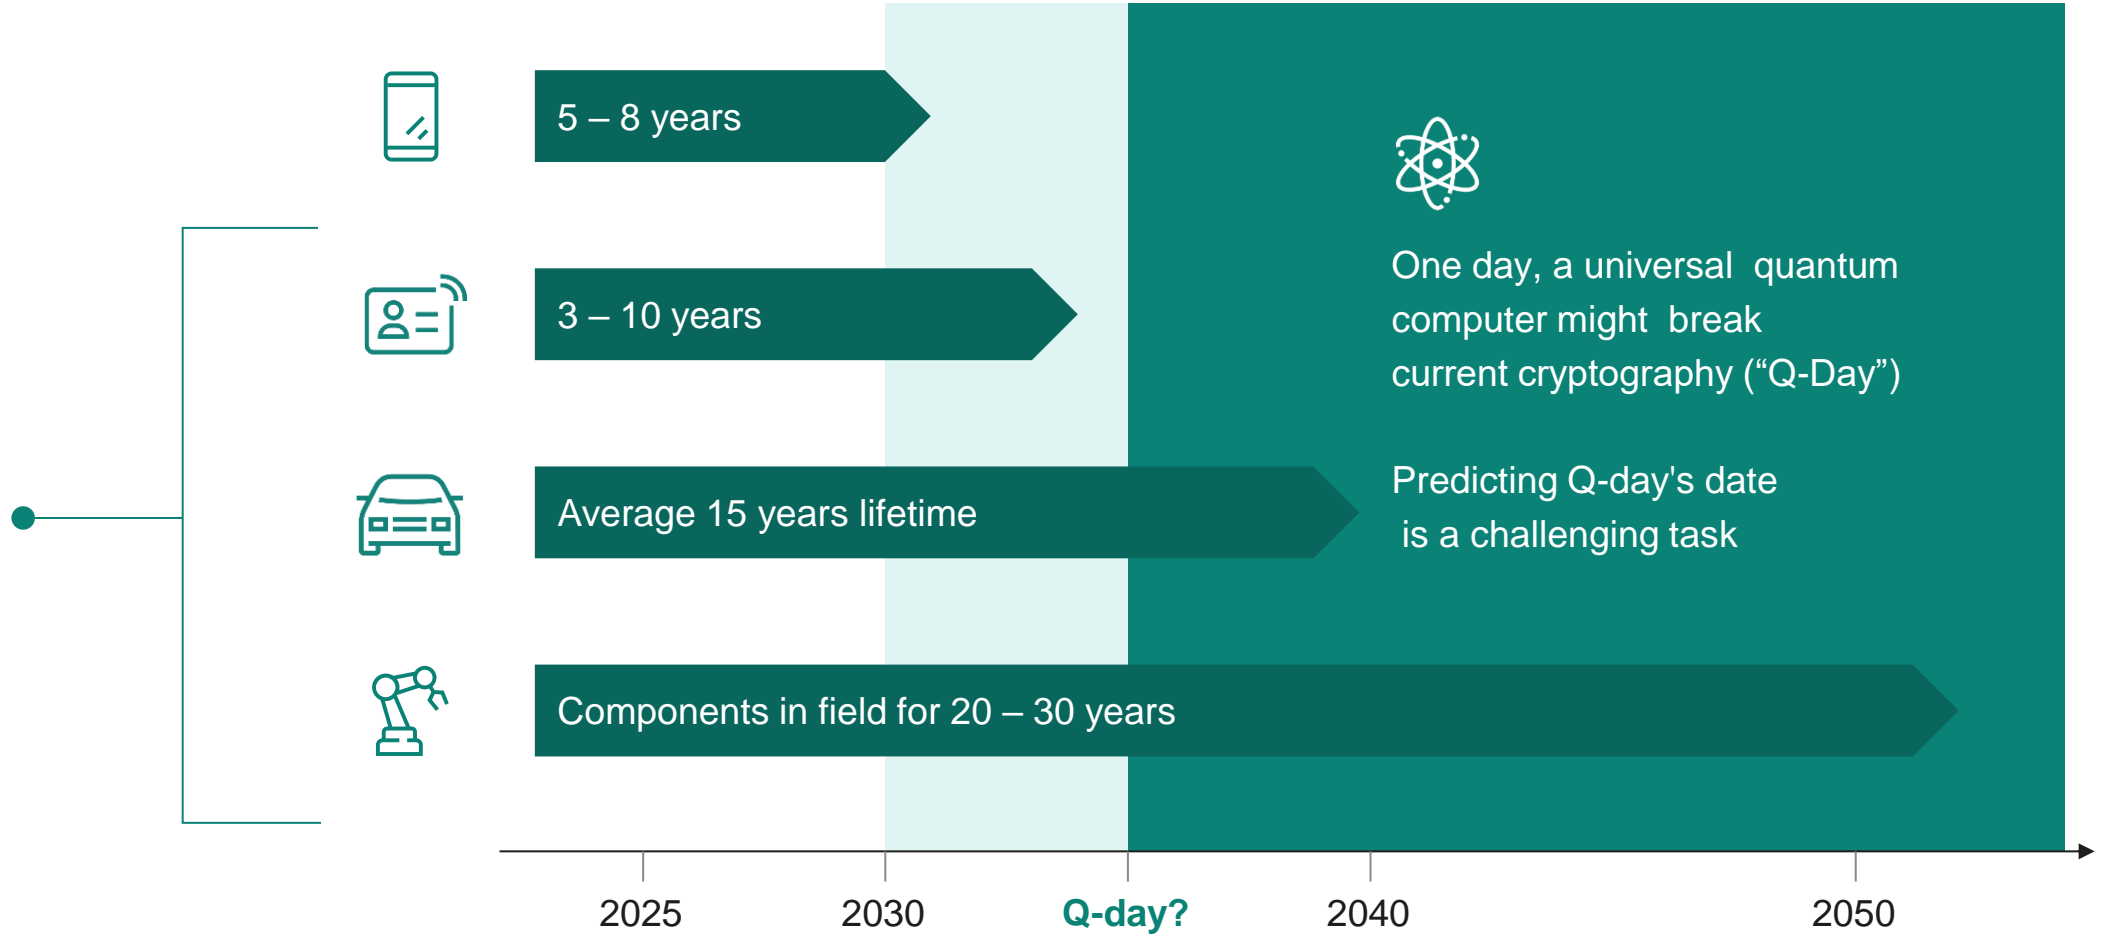 5 – 8 years
3 – 10 years
Average 15 years lifetime
Components in field for 20 – 30 years
One day, a universal  quantum
computer might  break
current cryptography (“Q-Day”)
Predicting Q-day's date
is a challenging task
2025
2030
Q-day?
2040
2050